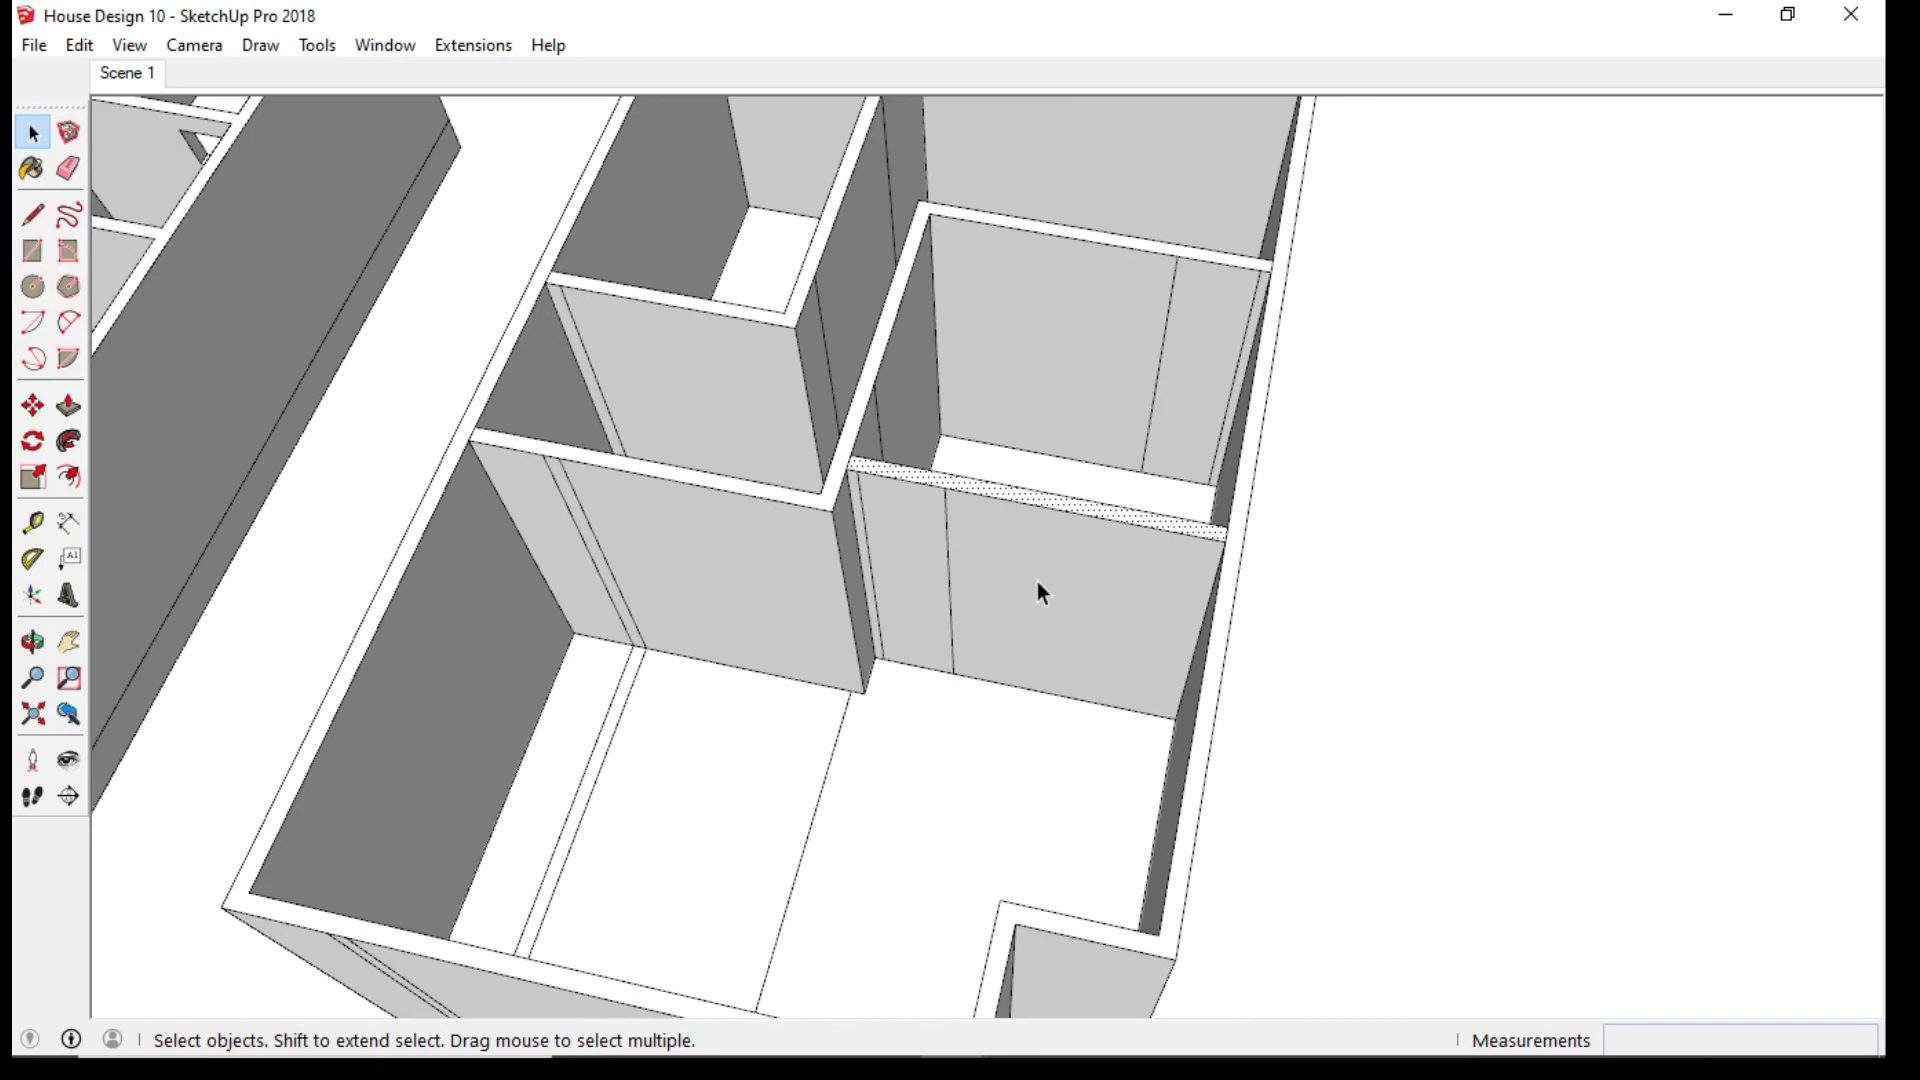 House Design 10 - SketchUp Pro 2018
File Edit View Camera Draw Tools Window Extensions Help
Scene 1
A1
Select objects. Shift to extend select. Drag mouse to select multiple.
Measurements